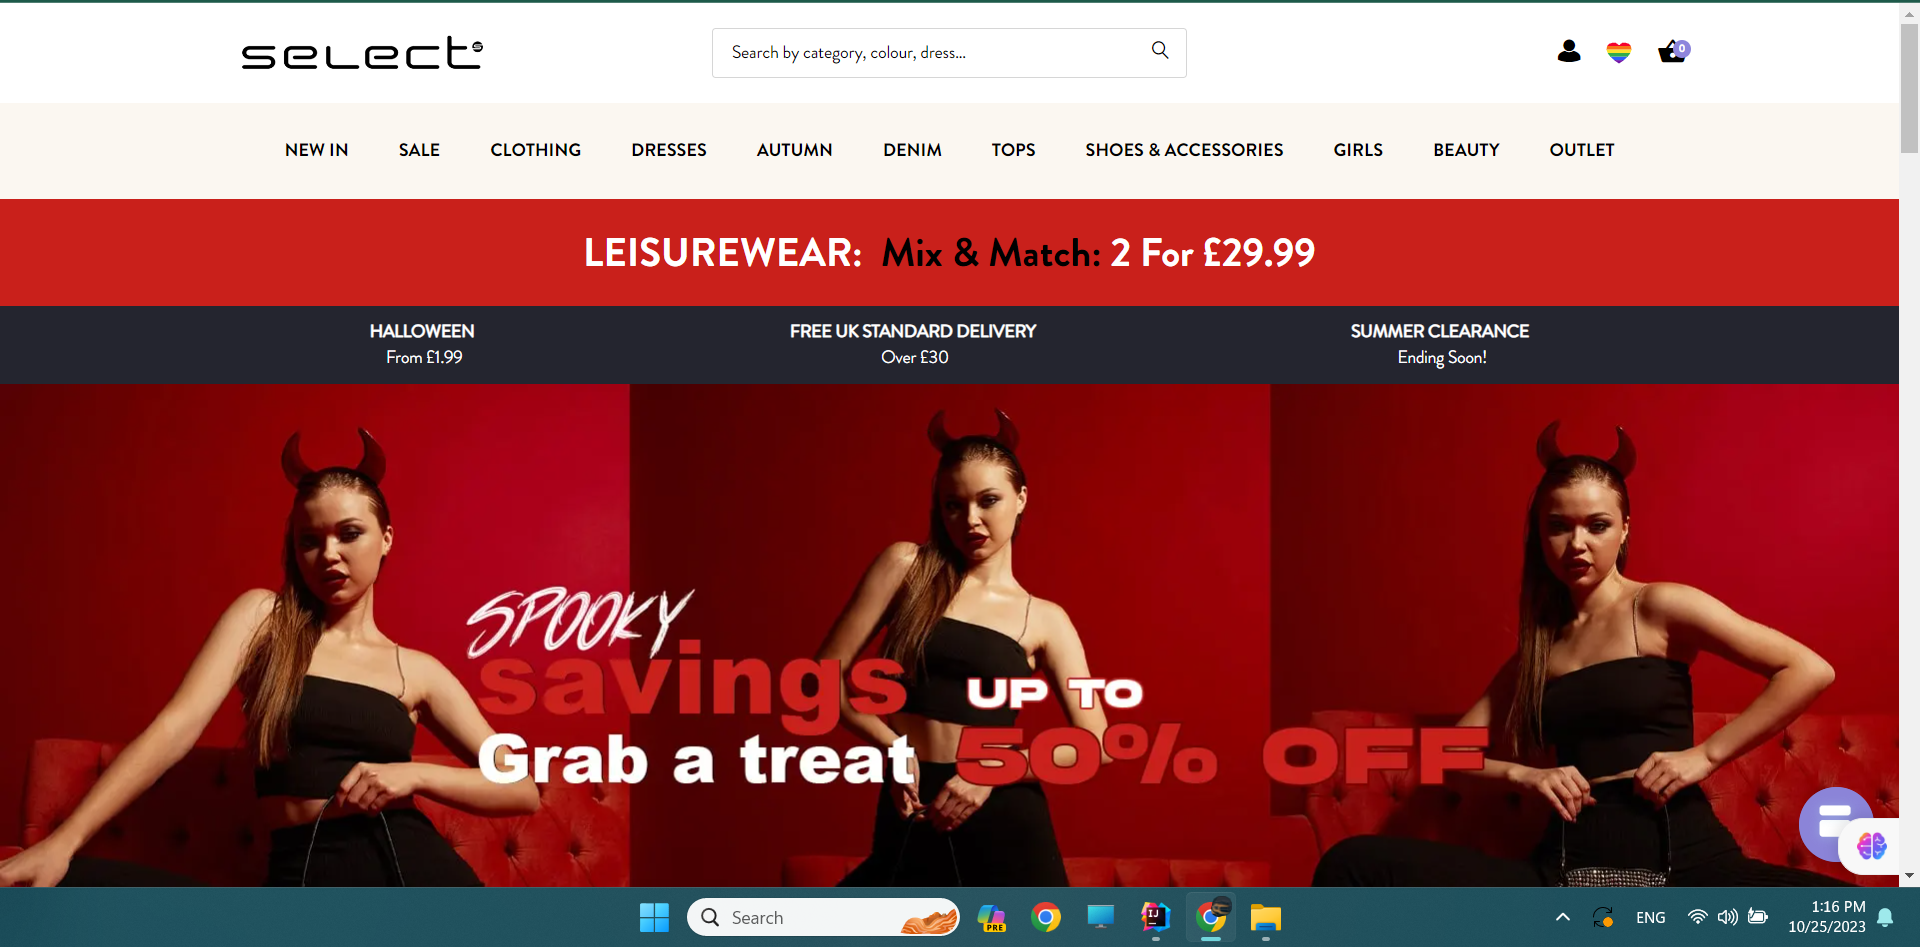 select
Search by category, colour, dress...
0
NEW IN SALE CLOTHING DRESSES AUTUMN DENIM TOPS SHOES & ACCESSORIES GIRLS BEAUTY OUTLET
LEISUREWEAR: Mix & Match: 2 For £29.99
HALLOWEEN
From £1.99
FREE UK STANDARD DELIVERY
Over £30
SUMMER CLEARANCE
Ending Soon!
SPOOKY
savings
Grab a treat
UP TO
50% OFF
Search
PRE
IJ
ENG
1:16 PM
10/25/2023